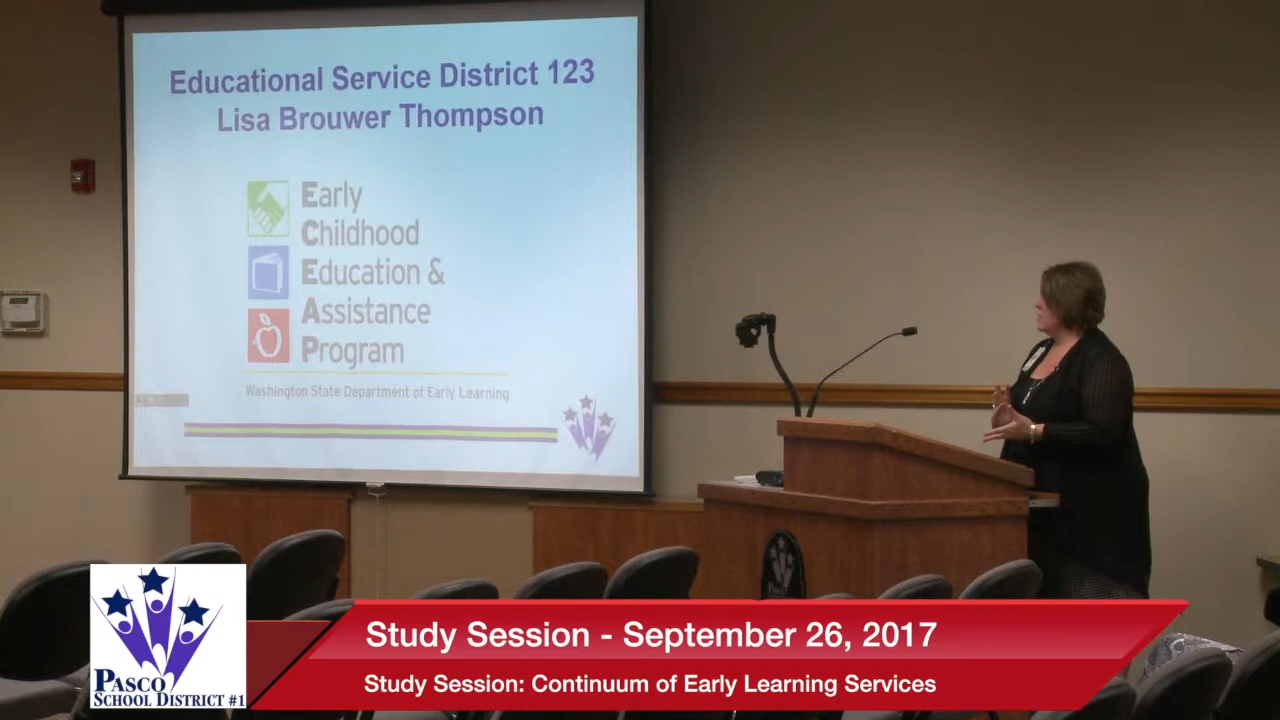 Educational Service District 123
Lisa Brouwer Thompson
Early
Childhood
Education &
Assistance
Program
Washington State Department of Early Learning
Study Session - September 26, 2017
Study Session: Continuum of Early Learning Services
PASCO
SCHOOL DISTRICT #1